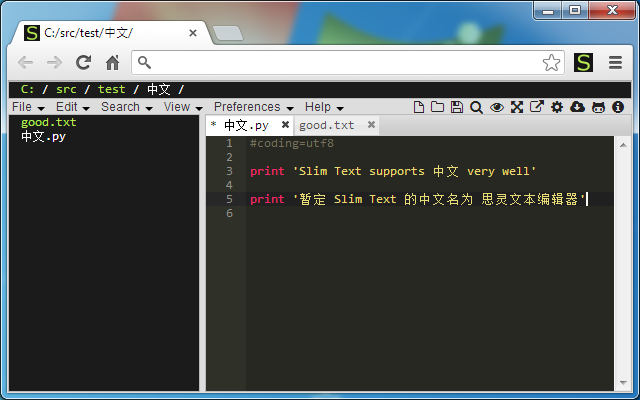 S C:/src/test/中文/
S
C: / src / test / 中文 /
File Edit Search View Preferences Help
good.txt
中文.py
* 中文.py good.txt
1 #coding=utf8
2
3 print 'Slim Text supports 中文 very well'
4
5 print '暂定 Slim Text 的中文名为 思灵文本编辑器'
6